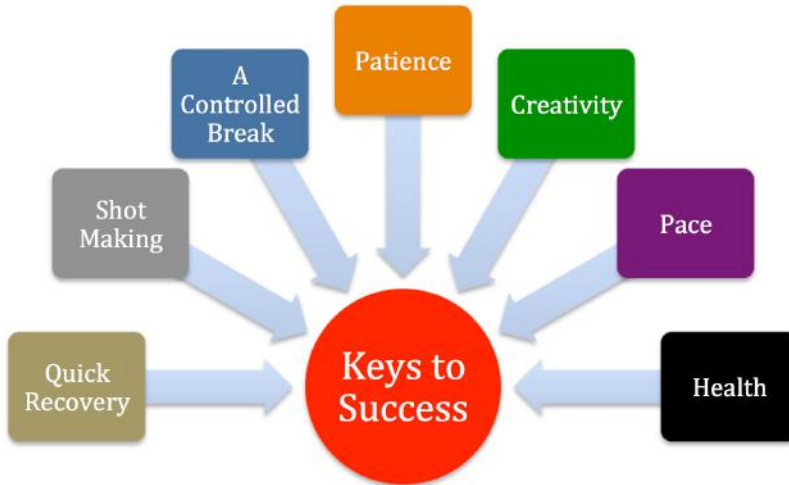 Patience
A
Controlled
Break
Creativity
Shot
Making
Pace
Quick
Recovery
Keys to
Success
Health